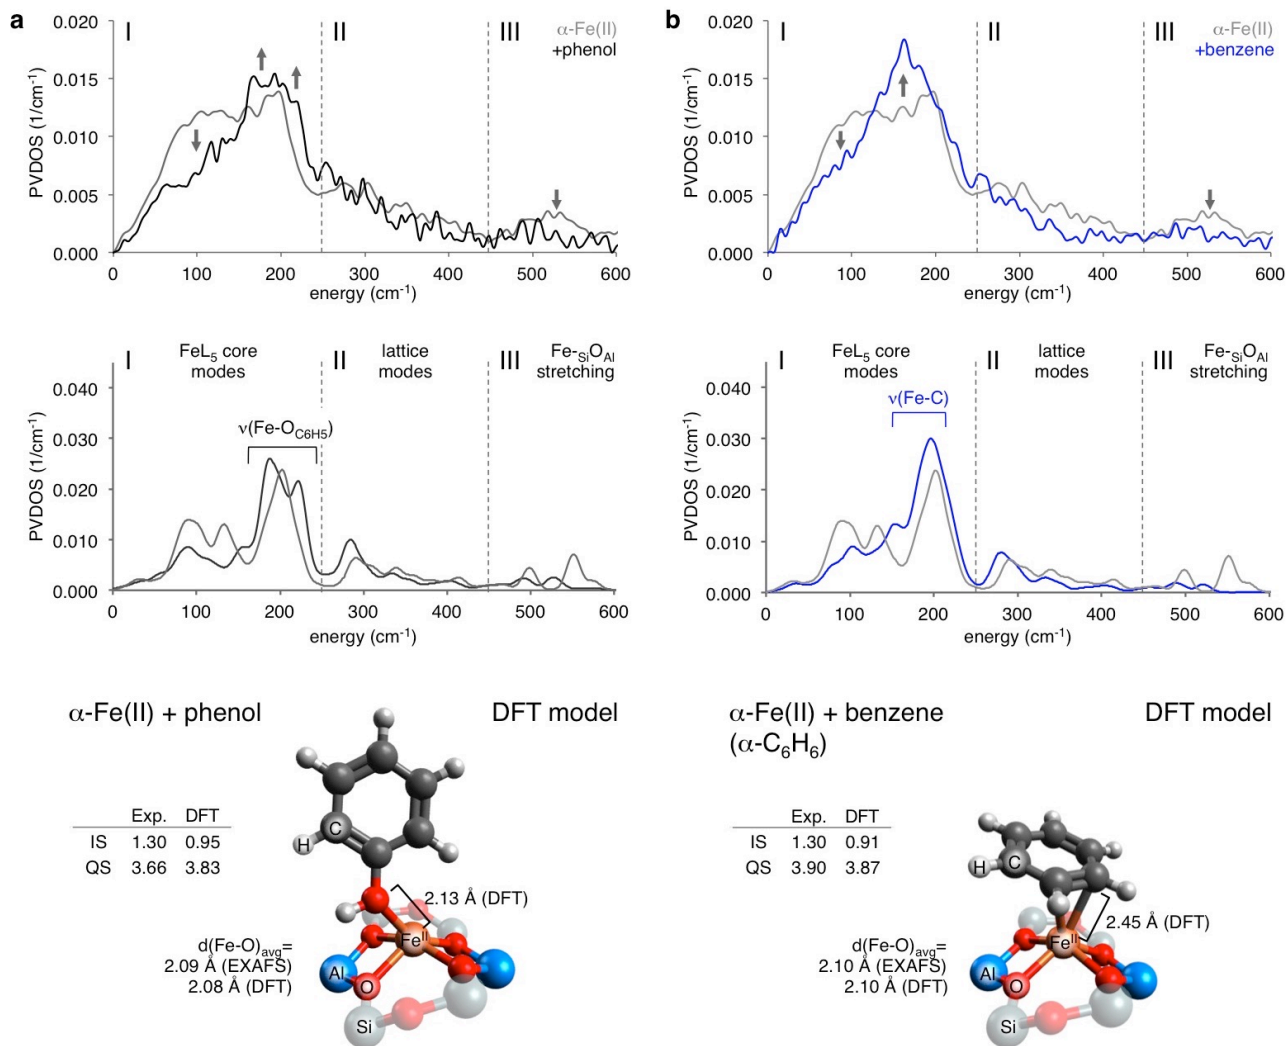 a
I
II
III
α-Fe(II)
+phenol
PVDOS (1/cm⁻¹)
0.020
0.015
0.010
0.005
0.000
0 100 200 300 400 500 600
energy (cm⁻¹)
I
FeL₅ core
modes
II
lattice
modes
III
Fe-SiOAl
stretching
ν(Fe-OC6H5)
PVDOS (1/cm⁻¹)
0.040
0.030
0.020
0.010
0.000
0 100 200 300 400 500 600
energy (cm⁻¹)
α-Fe(II) + phenol
DFT model
Exp. DFT
IS 1.30 0.95
QS 3.66 3.83
C
H
2.13 Å (DFT)
Feᴵᴵ
d(Fe-O)avg=
2.09 Å (EXAFS)
2.08 Å (DFT)
Al
O
Si
b
I
II
III
α-Fe(II)
+benzene
PVDOS (1/cm⁻¹)
0.020
0.015
0.010
0.005
0.000
0 100 200 300 400 500 600
energy (cm⁻¹)
I
FeL₅ core
modes
II
lattice
modes
III
Fe-SiOAl
stretching
ν(Fe-C)
PVDOS (1/cm⁻¹)
0.040
0.030
0.020
0.010
0.000
0 100 200 300 400 500 600
energy (cm⁻¹)
α-Fe(II) + benzene
(α-C₆H₆)
DFT model
Exp. DFT
IS 1.30 0.91
QS 3.90 3.87
H
C
2.45 Å (DFT)
Feᴵᴵ
d(Fe-O)avg=
2.10 Å (EXAFS)
2.10 Å (DFT)
Al
O
Si